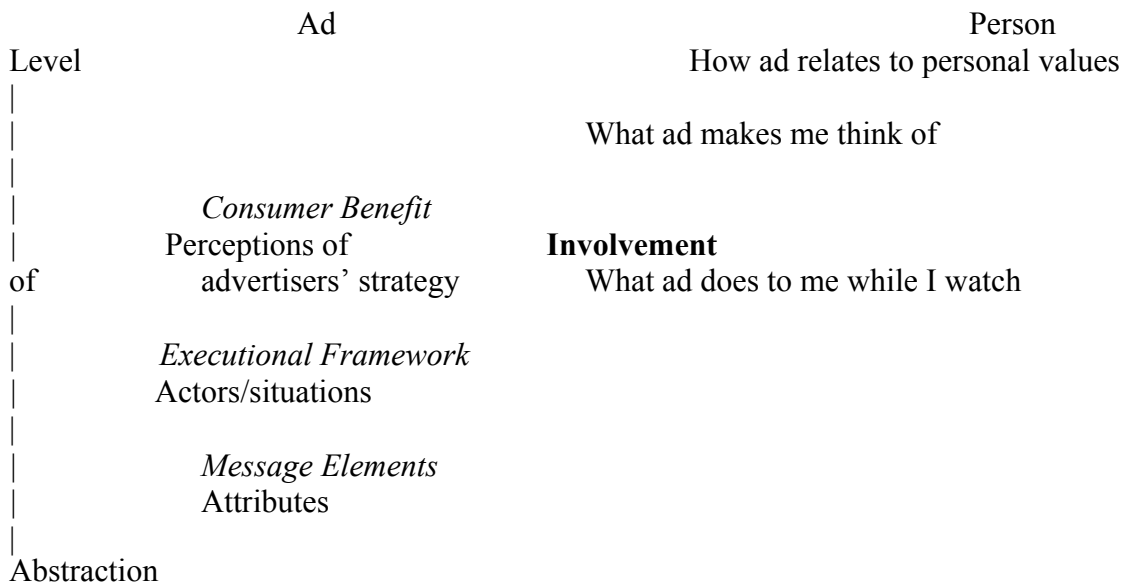 Ad Person
Level How ad relates to personal values
|
| What ad makes me think of
|
| Consumer Benefit
| Perceptions of Involvement
of advertisers’ strategy What ad does to me while I watch
|
| Executional Framework
| Actors/situations
|
| Message Elements
| Attributes
|
Abstraction